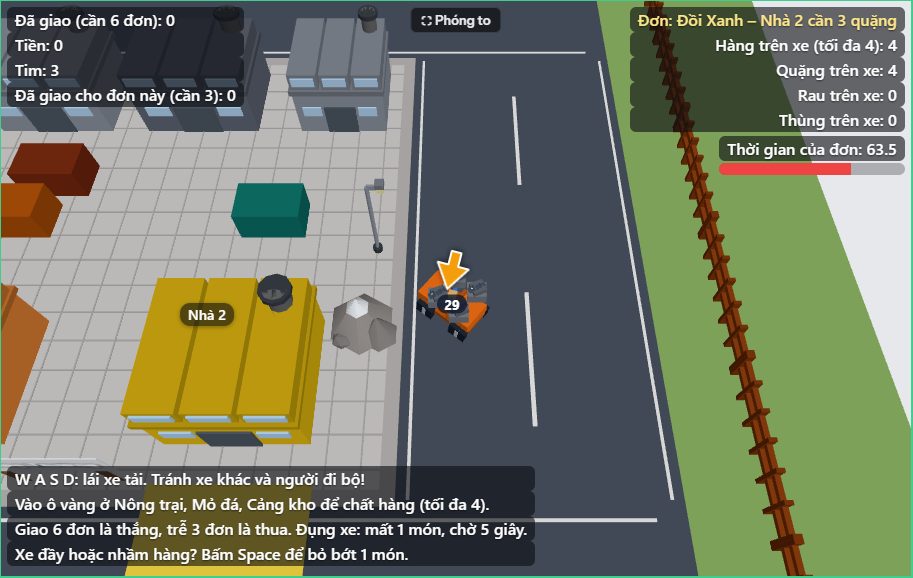 Đã giao (cần 6 đơn): 0
Tiền: 0
Tim: 3
Đã giao cho đơn này (cần 3): 0
Phóng to
Đơn: Đồi Xanh – Nhà 2 cần 3 quặng
Hàng trên xe (tối đa 4): 4
Quặng trên xe: 4
Rau trên xe: 0
Thùng trên xe: 0
Thời gian của đơn: 63.5
29
Nhà 2
W A S D: lái xe tải. Tránh xe khác và người đi bộ!
Vào ô vàng ở Nông trại, Mỏ đá, Cảng kho để chất hàng (tối đa 4).
Giao 6 đơn là thắng, trễ 3 đơn là thua. Đụng xe: mất 1 món, chờ 5 giây.
Xe đầy hoặc nhầm hàng? Bấm Space để bỏ bớt 1 món.